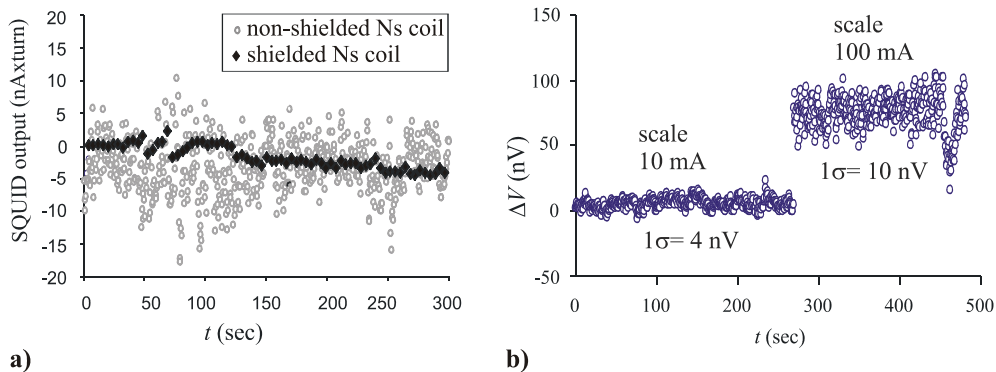 20
15
10
5
0
-5
-10
-15
-20
SQUID output (nAxturn)
non-shielded Ns coil
shielded Ns coil
0 50 100 150 200 250 300
t (sec)
a)
150
100
50
0
-50
ΔV (nV)
scale
10 mA
1σ= 4 nV
scale
100 mA
1σ= 10 nV
0 100 200 300 400 500
t (sec)
b)